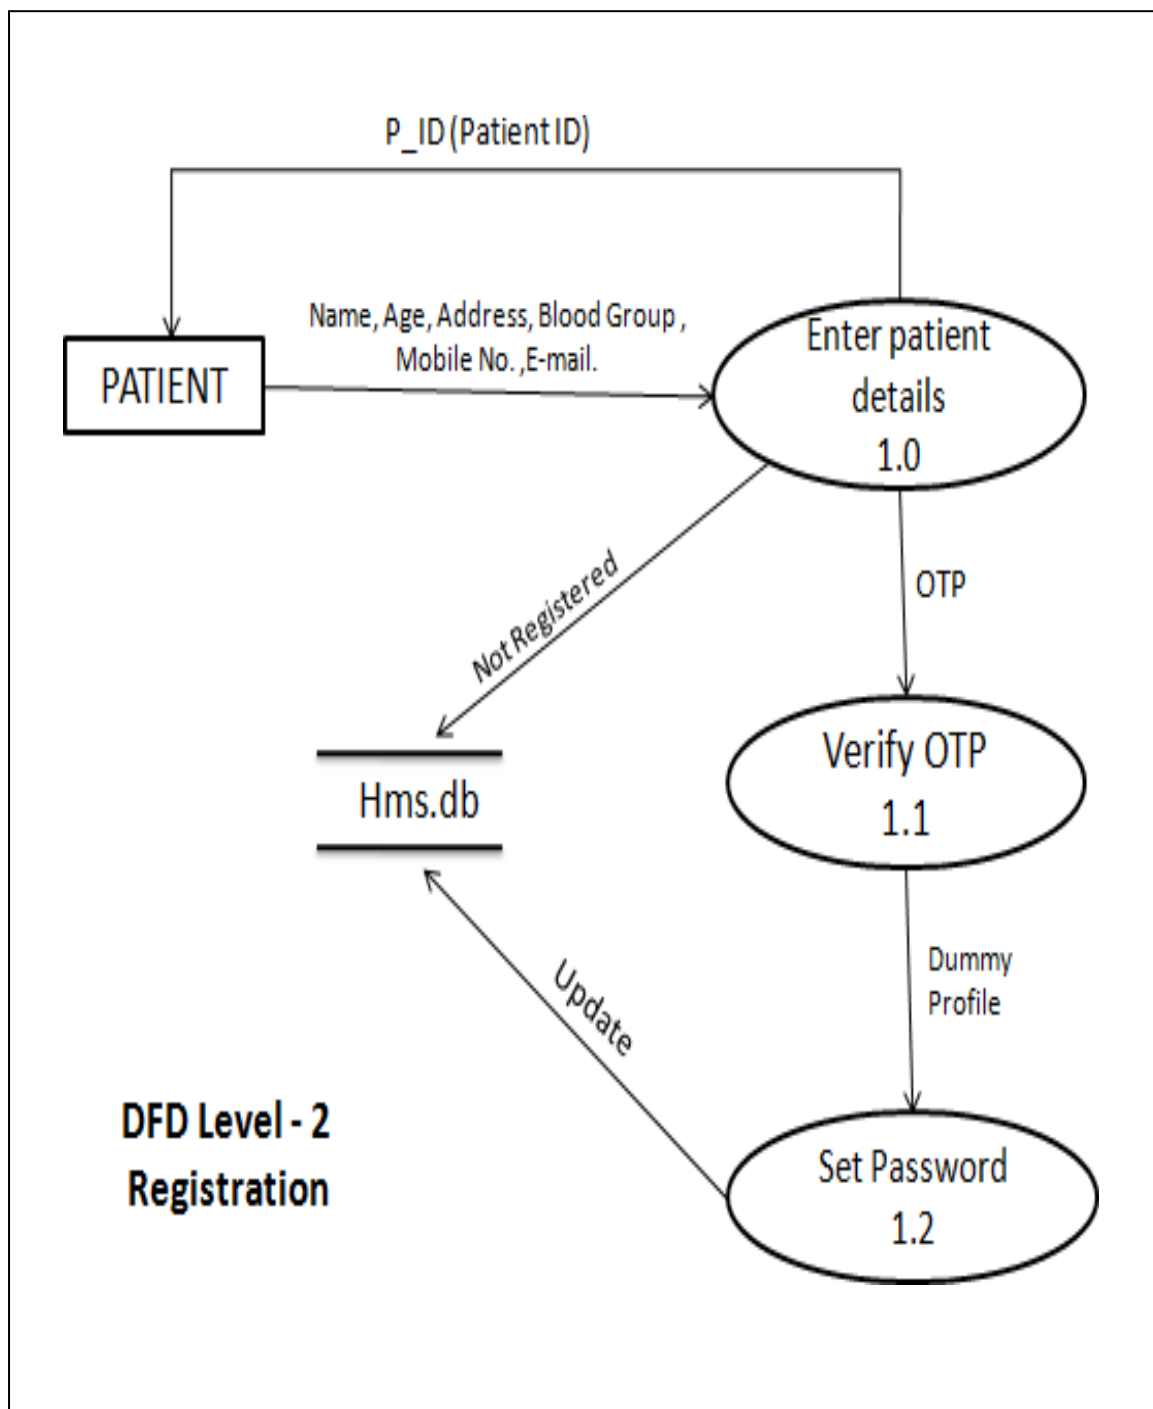 P_ID (Patient ID)
Name, Age, Address, Blood Group ,
Mobile No. ,E-mail.
PATIENT
Enter patient
details
1.0
Not Registered
OTP
Hms.db
Verify OTP
1.1
Update
Dummy
Profile
DFD Level - 2
Registration
Set Password
1.2